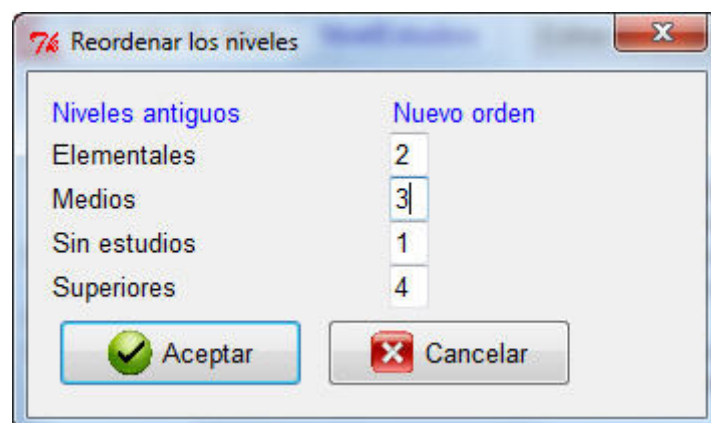 Reordenar los niveles
Niveles antiguos Nuevo orden
Elementales 2
Medios 3
Sin estudios 1
Superiores 4
Aceptar Cancelar